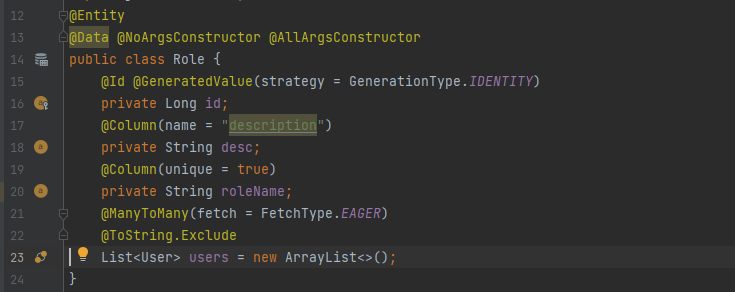 12 @Entity
13 @Data @NoArgsConstructor @AllArgsConstructor
14 public class Role {
15 @Id @GeneratedValue(strategy = GenerationType.IDENTITY)
16 private Long id;
17 @Column(name = "description")
18 private String desc;
19 @Column(unique = true)
20 private String roleName;
21 @ManyToMany(fetch = FetchType.EAGER)
22 @ToString.Exclude
23 List<User> users = new ArrayList<>();
24 }